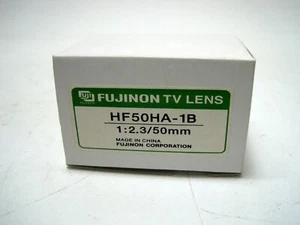 FUJINON TV LENS
HF50HA-1B
1:2.3/50mm
MADE IN CHINA
FUJINON CORPORATION